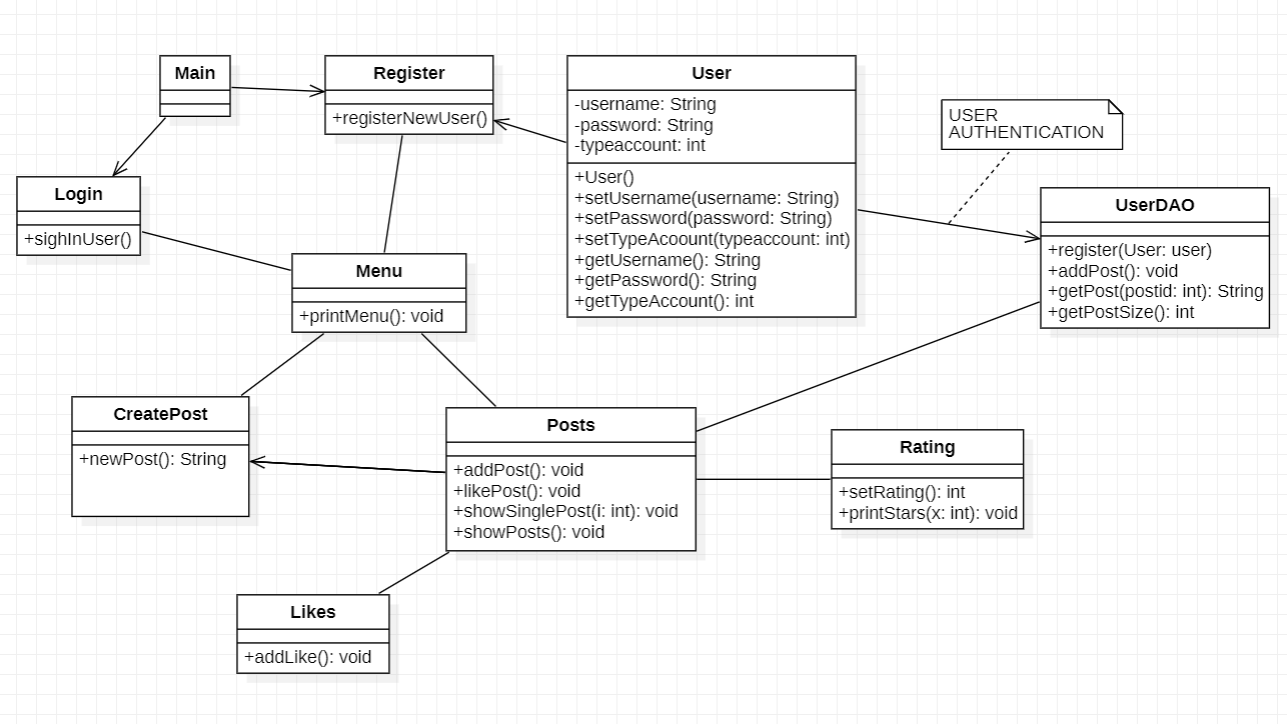 Main
Register
+registerNewUser()
User
-username: String
-password: String
-typeaccount: int
+User()
+setUsername(username: String)
+setPassword(password: String)
+setTypeAcoount(typeaccount: int)
+getUsername(): String
+getPassword(): String
+getTypeAccount(): int
USER
AUTHENTICATION
Login
+sighInUser()
UserDAO
+register(User: user)
+addPost(): void
+getPost(postid: int): String
+getPostSize(): int
Menu
+printMenu(): void
CreatePost
+newPost(): String
Posts
+addPost(): void
+likePost(): void
+showSinglePost(i: int): void
+showPosts(): void
Rating
+setRating(): int
+printStars(x: int): void
Likes
+addLike(): void